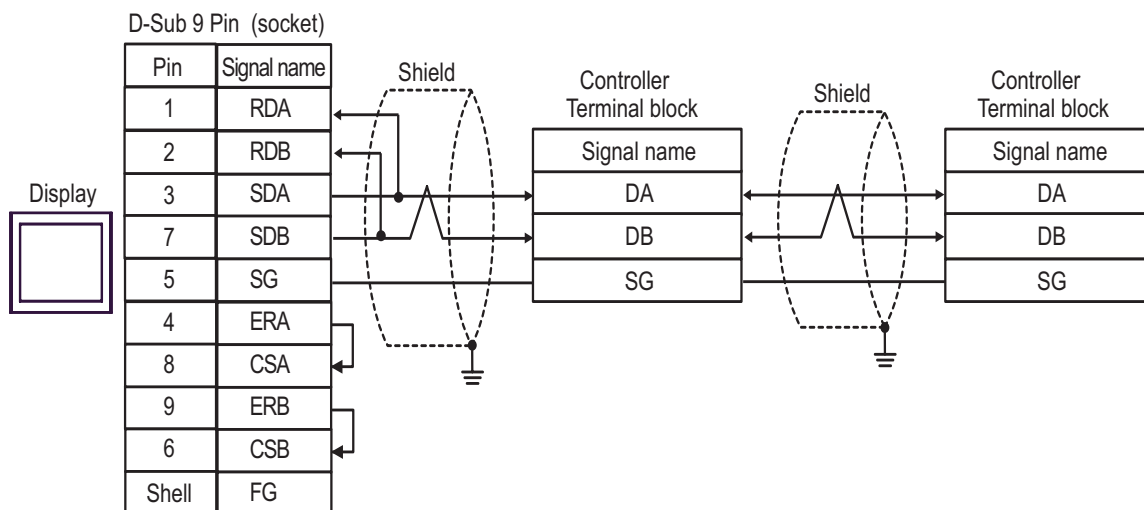 D-Sub 9 Pin (socket)
Pin Signal name
1 RDA
2 RDB
3 SDA
7 SDB
5 SG
4 ERA
8 CSA
9 ERB
6 CSB
Shell FG
Display
Shield
Controller
Terminal block
Signal name
DA
DB
SG
Shield
Controller
Terminal block
Signal name
DA
DB
SG